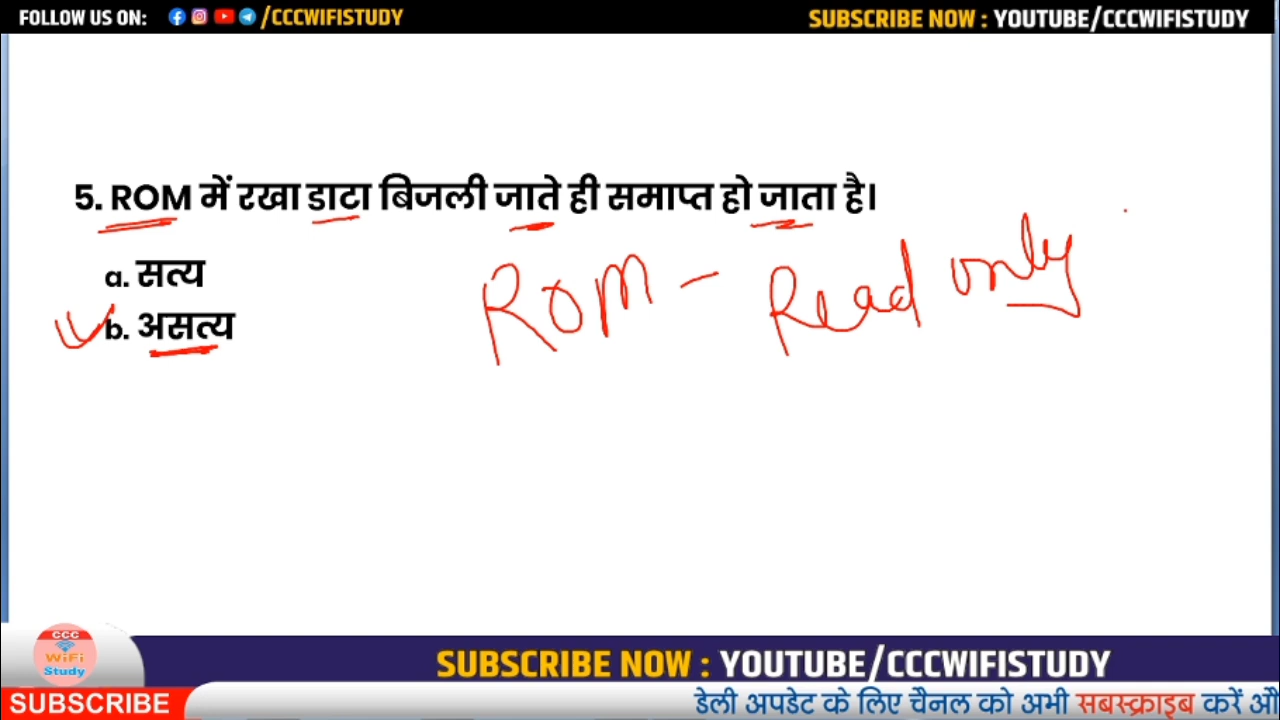 FOLLOW US ON: /CCCWIFISTUDY SUBSCRIBE NOW : YOUTUBE/CCCWIFISTUDY
5. ROM में रखा डाटा बिजली जाते ही समाप्त हो जाता है।
a. सत्य
b. असत्य
ROM - Read only
CCC
WiFi
Study
SUBSCRIBE NOW : YOUTUBE/CCCWIFISTUDY
SUBSCRIBE
डेली अपडेट के लिए चैनल को अभी सबस्क्राइब करें औ